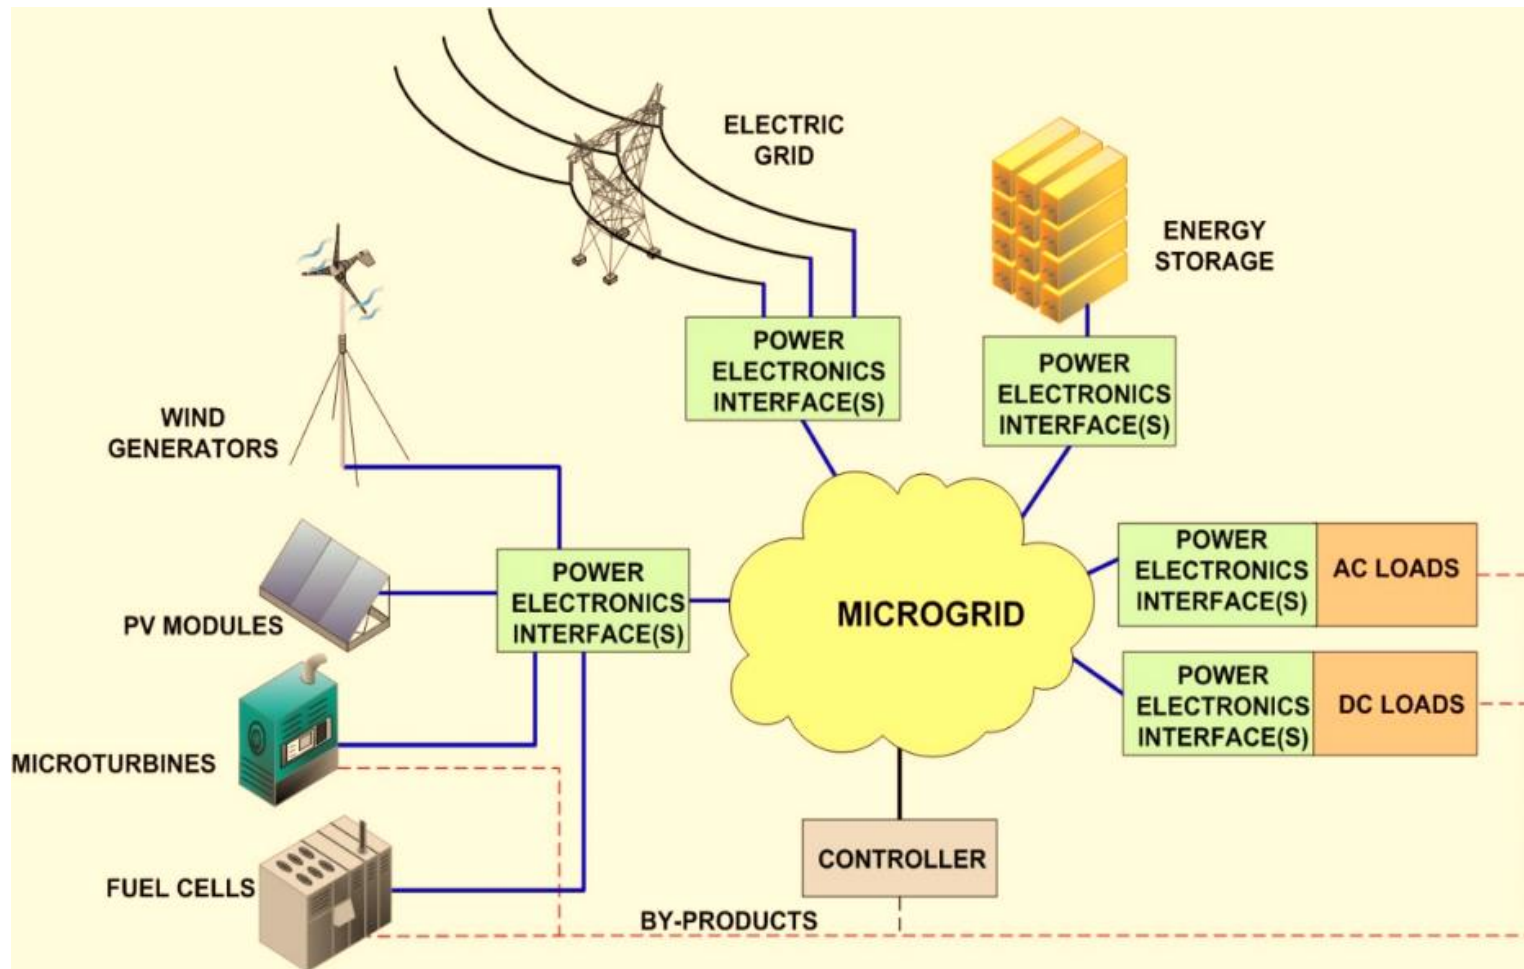 ELECTRIC
GRID
ENERGY
STORAGE
POWER
ELECTRONICS
INTERFACE(S)
POWER
ELECTRONICS
INTERFACE(S)
WIND
GENERATORS
POWER
ELECTRONICS
INTERFACE(S)
AC LOADS
POWER
ELECTRONICS
INTERFACE(S)
PV MODULES
MICROGRID
POWER
ELECTRONICS
INTERFACE(S)
DC LOADS
MICROTURBINES
CONTROLLER
FUEL CELLS
BY-PRODUCTS